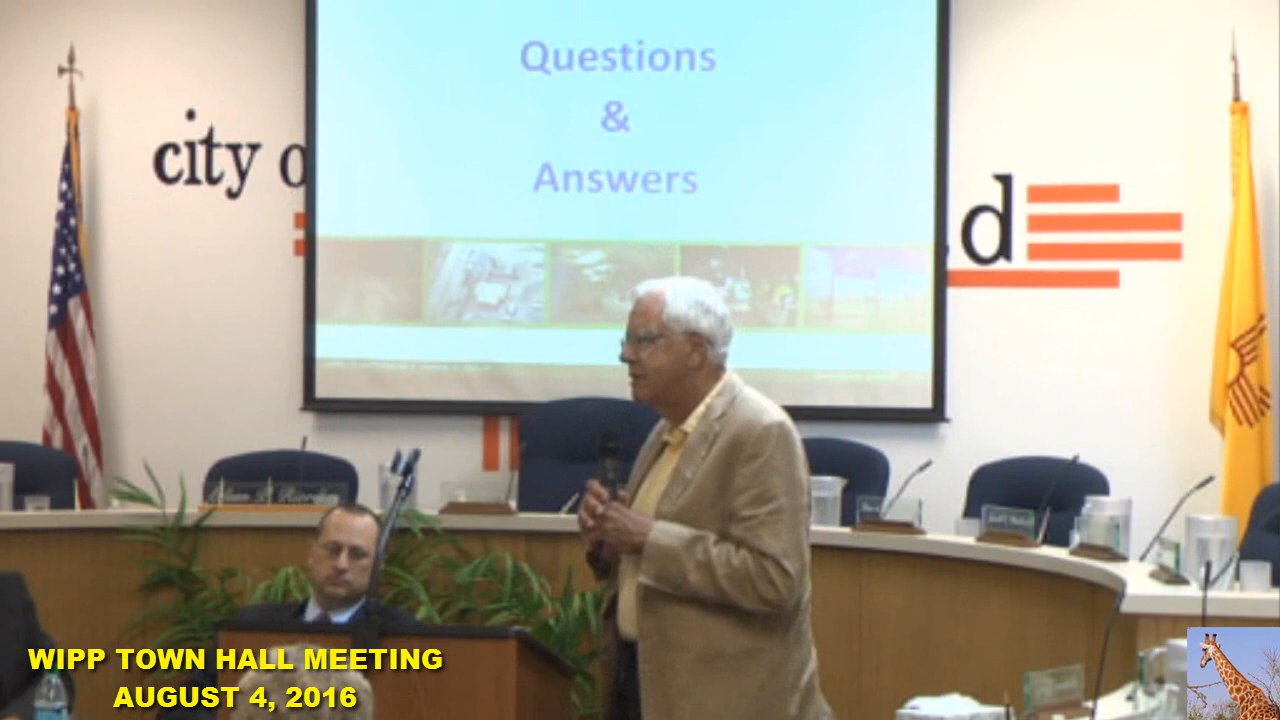 Questions
&
Answers
city o
d
WIPP TOWN HALL MEETING
AUGUST 4, 2016